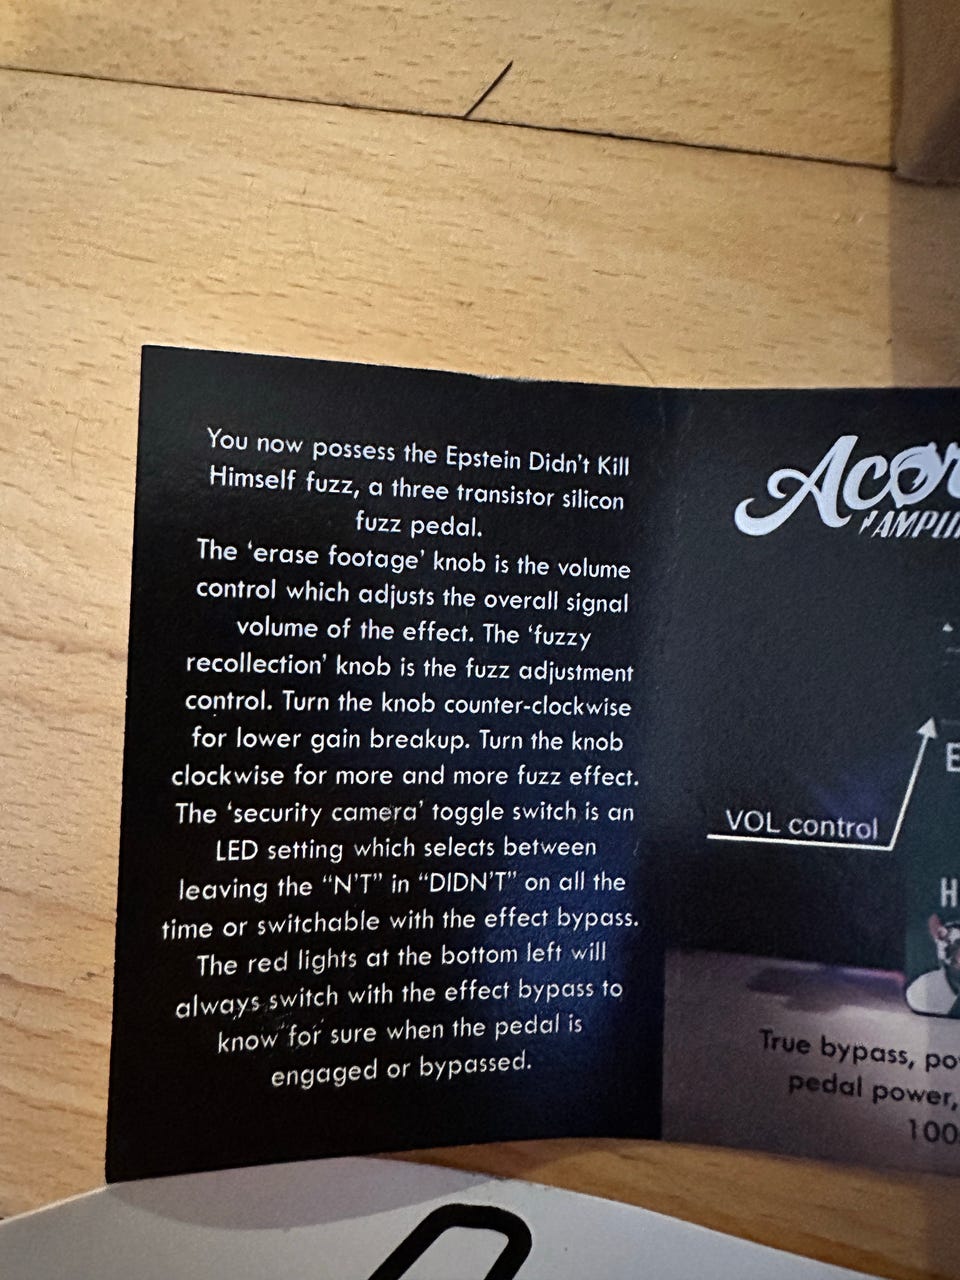 You now possess the Epstein Didn't Kill
Himself fuzz, a three transistor silicon
fuzz pedal.
The 'erase footage' knob is the volume
control which adjusts the overall signal
volume of the effect. The 'fuzzy
recollection' knob is the fuzz adjustment
control. Turn the knob counter-clockwise
for lower gain breakup. Turn the knob
clockwise for more and more fuzz effect.
The 'security camera' toggle switch is an
LED setting which selects between
leaving the “N'T” in “DIDN'T” on all the
time or switchable with the effect bypass.
The red lights at the bottom left will
always switch with the effect bypass to
know for sure when the pedal is
engaged or bypassed.
VOL control
True bypass,
pedal power,